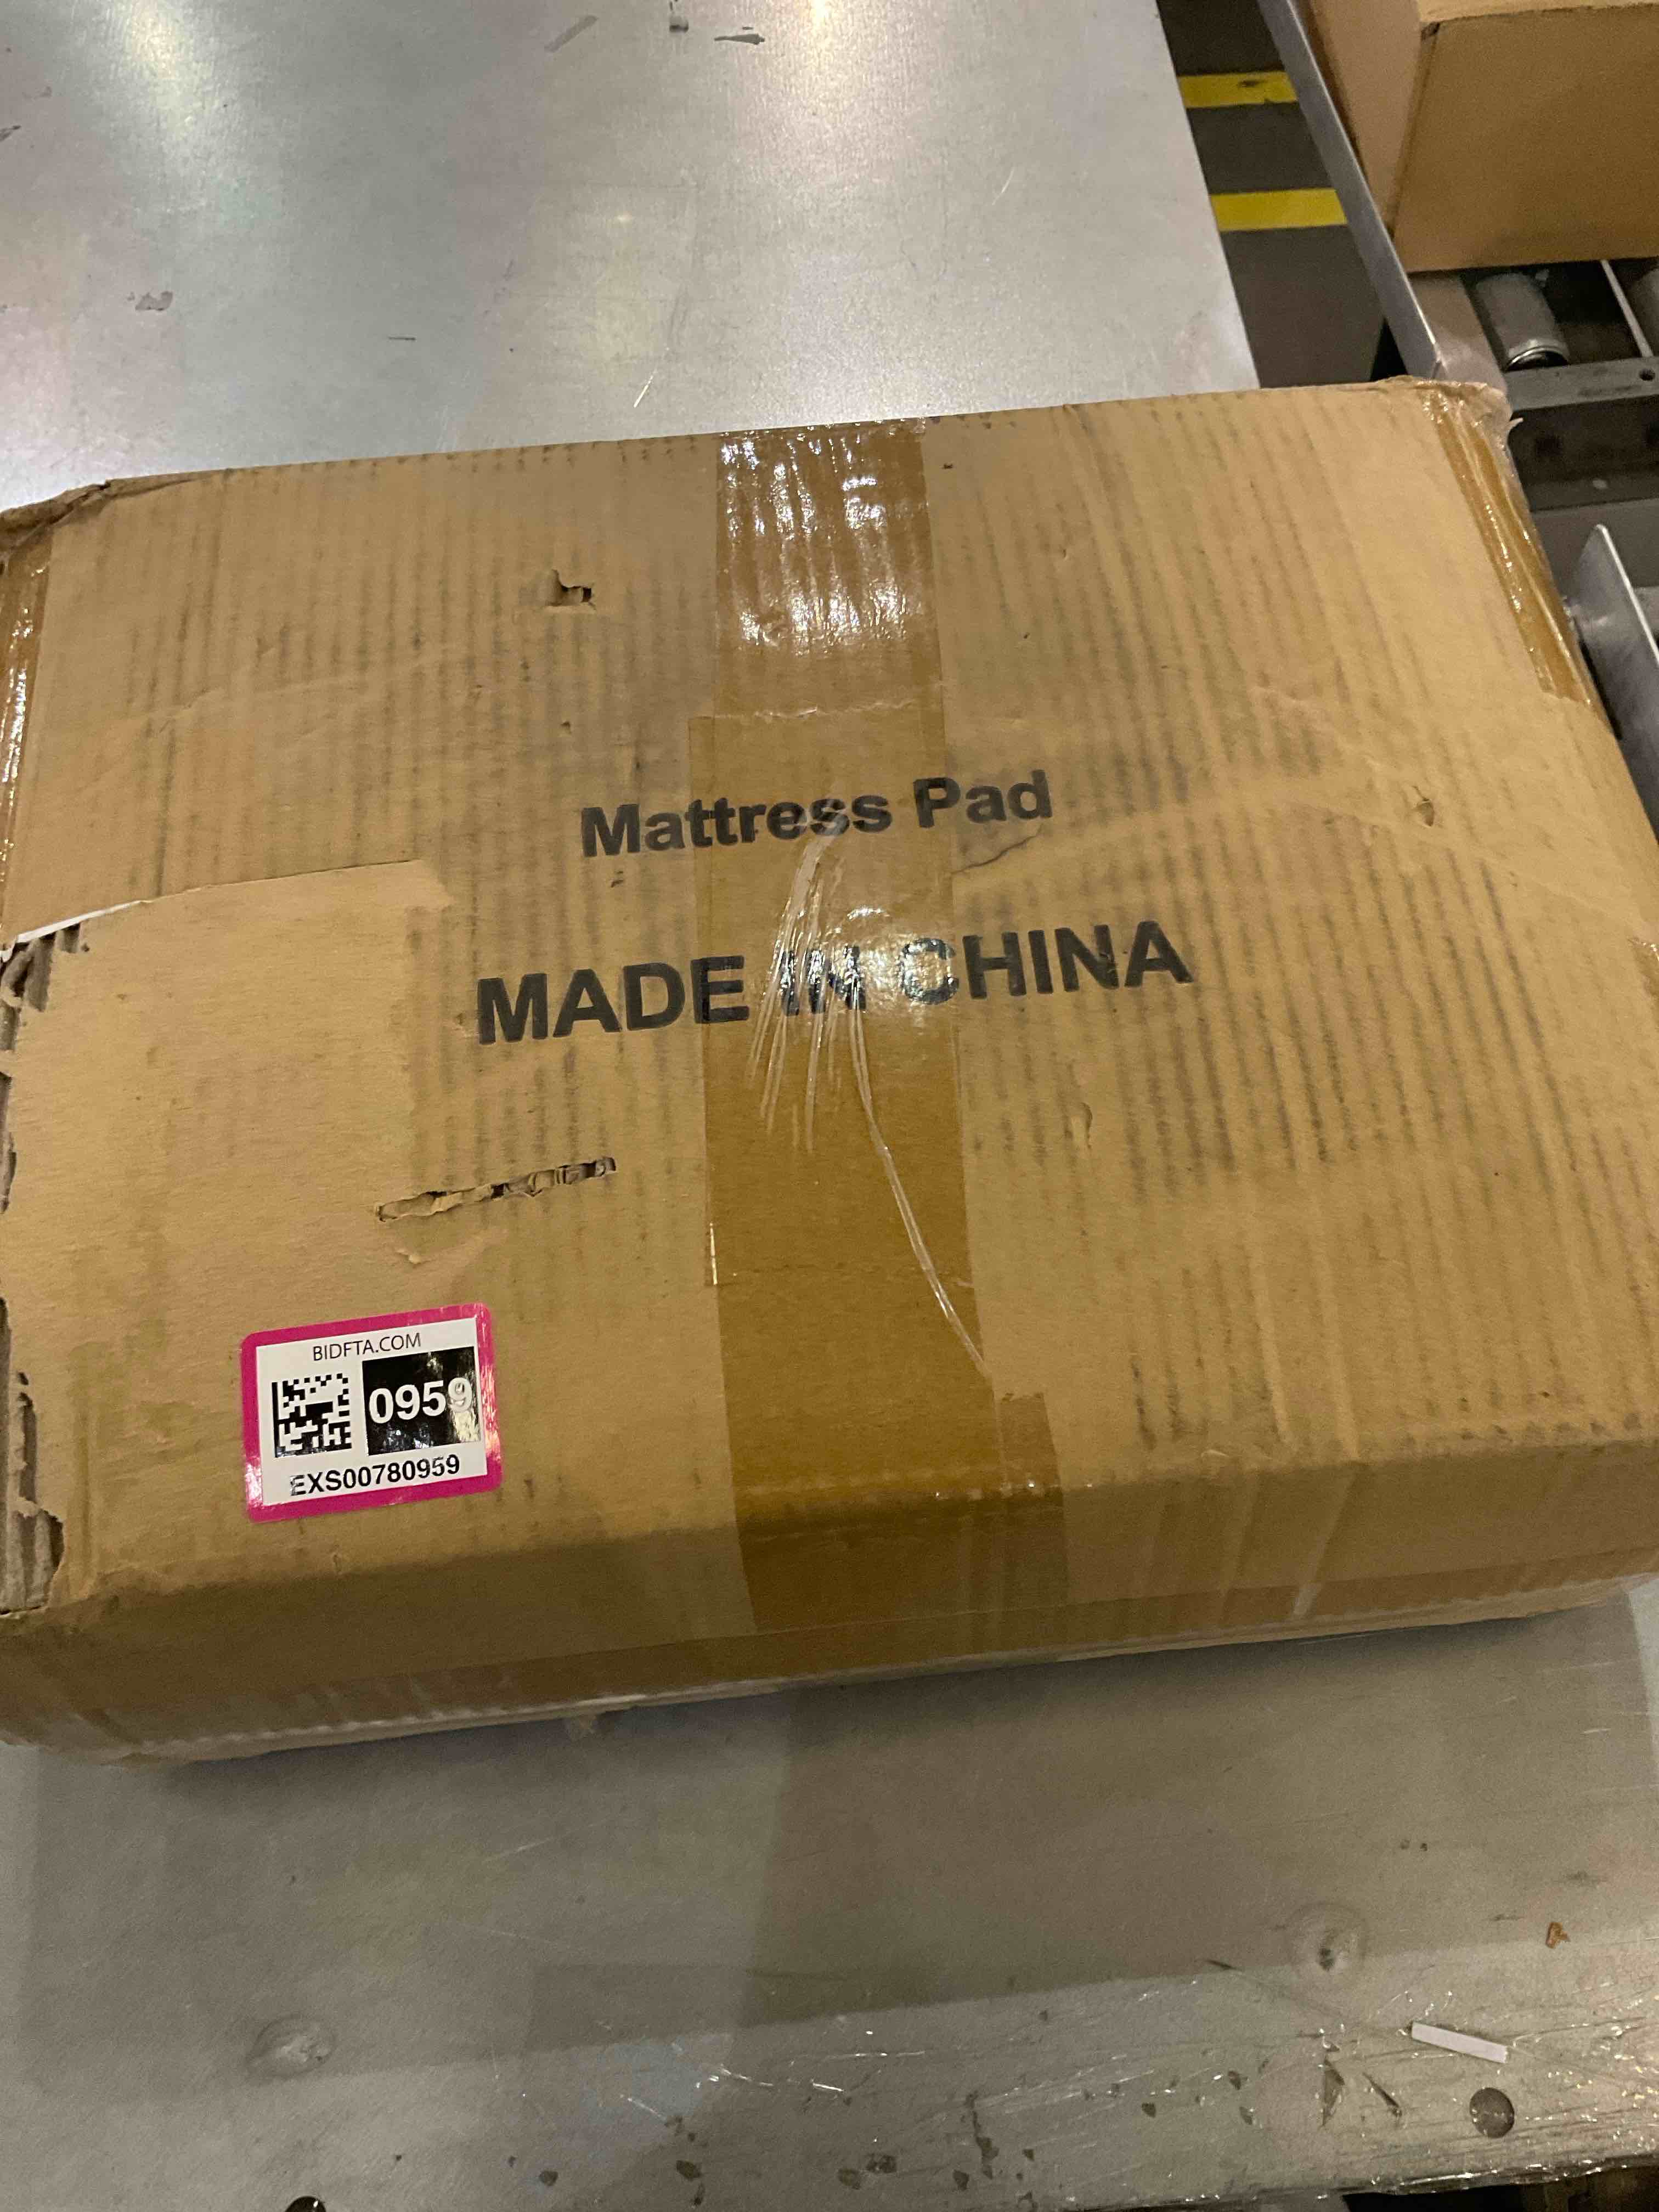 Mattress Pad
MADE IN CHINA
BIDFTA.COM
0959
EXS00780959